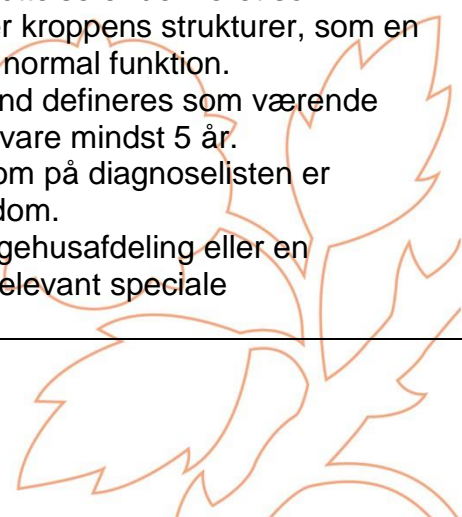 er kroppens strukturer, som en
normal funktion.
nd defineres som værende
vare mindst 5 år.
om på diagnoselisten er
dom.
gehusafdeling eller en
elevant speciale